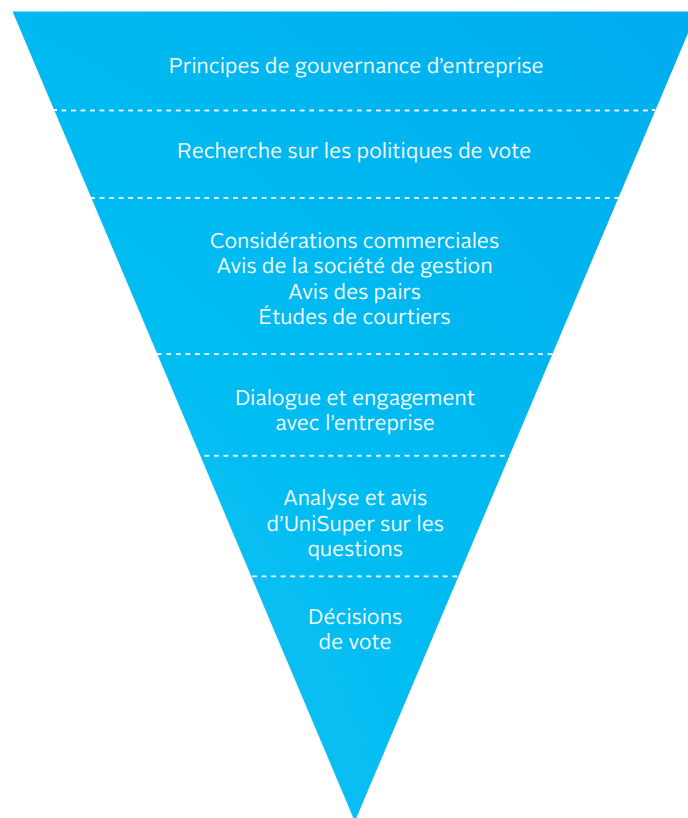 Principes de gouvernance d’entreprise
Recherche sur les politiques de vote
Considérations commerciales
Avis de la société de gestion
Avis des pairs
Études de courtiers
Dialogue et engagement
avec l’entreprise
Analyse et avis
d’UniSuper sur les
questions
Décisions
de vote